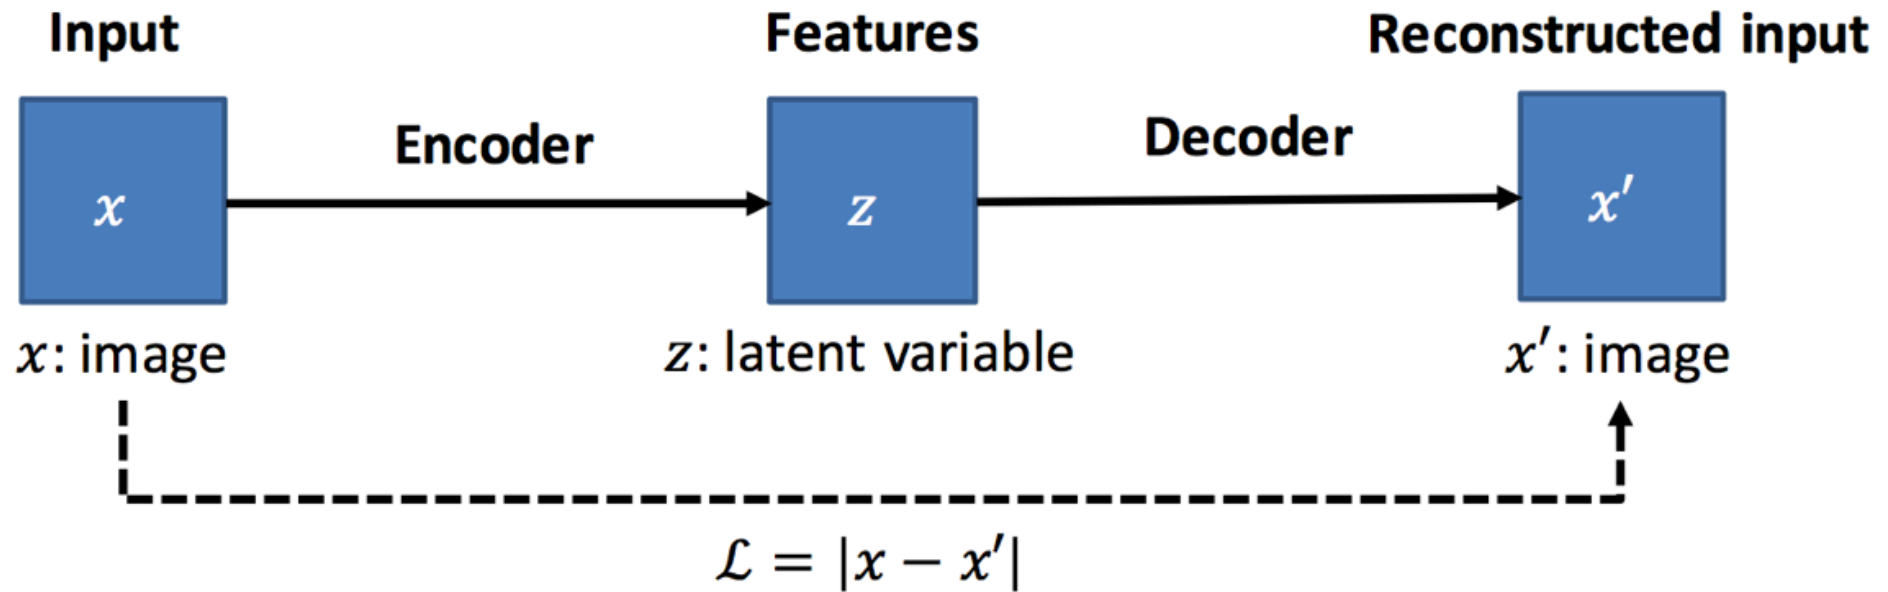 Input
Features
Reconstructed input
Encoder
Decoder
x
z
x′
x: image
z: latent variable
x′: image
ℒ = |x − x′|